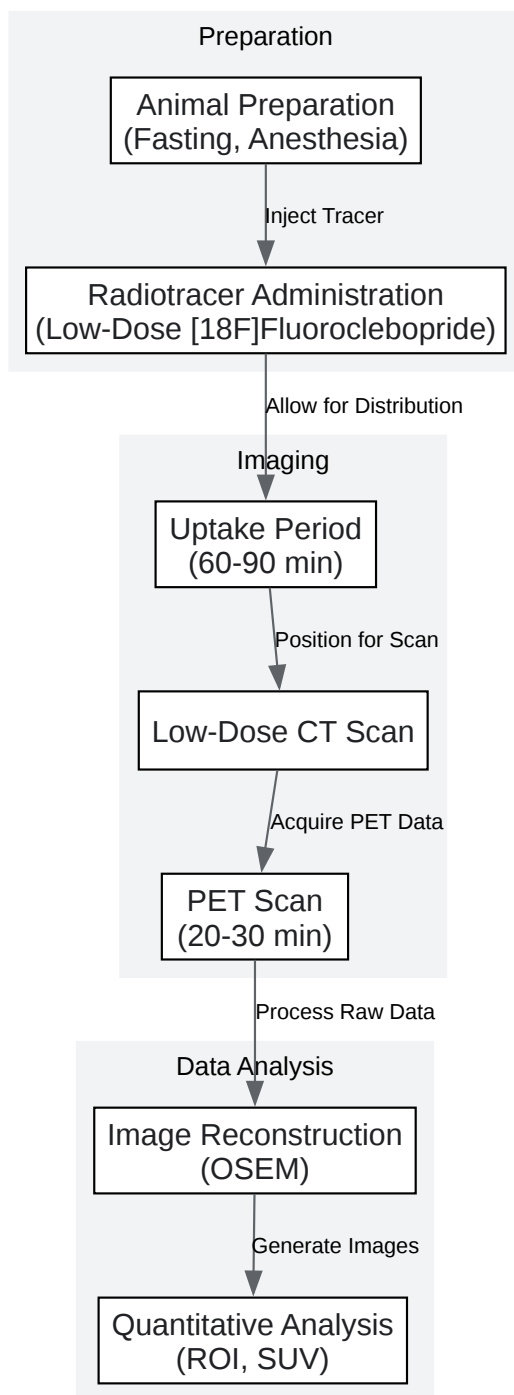 Preparation
Animal Preparation
(Fasting, Anesthesia)
Inject Tracer
Radiotracer Administration
(Low-Dose [18F]Fluoroclebopride)
Allow for Distribution
Imaging
Uptake Period
(60-90 min)
Position for Scan
Low-Dose CT Scan
Acquire PET Data
PET Scan
(20-30 min)
Process Raw Data
Data Analysis
Image Reconstruction
(OSEM)
Generate Images
Quantitative Analysis
(ROI, SUV)